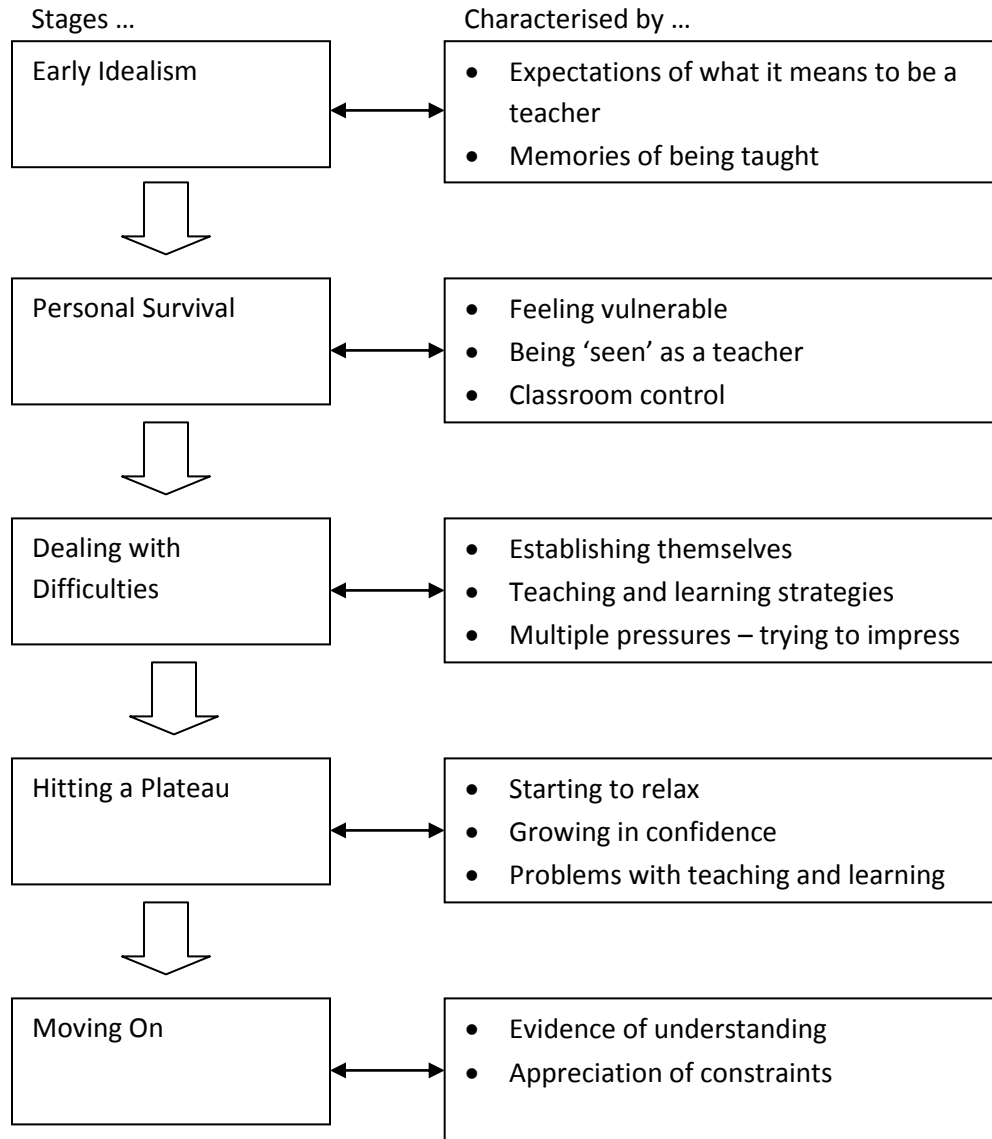 Stages ...
Characterised by ...
Early Idealism
• Expectations of what it means to be a
teacher
• Memories of being taught
Personal Survival
• Feeling vulnerable
• Being ‘seen’ as a teacher
• Classroom control
Dealing with
Difficulties
• Establishing themselves
• Teaching and learning strategies
• Multiple pressures – trying to impress
Hitting a Plateau
• Starting to relax
• Growing in confidence
• Problems with teaching and learning
Moving On
• Evidence of understanding
• Appreciation of constraints